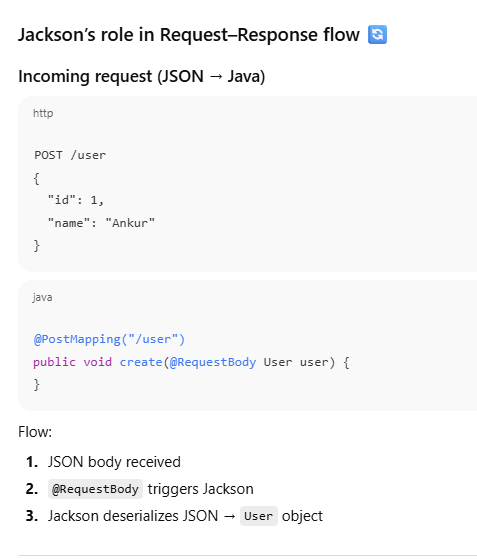 Jackson’s role in Request–Response flow 🔄
Incoming request (JSON → Java)
http
POST /user
{
  "id": 1,
  "name": "Ankur"
}
java
@PostMapping("/user")
public void create(@RequestBody User user) {
}
Flow:
1. JSON body received
2. @RequestBody triggers Jackson
3. Jackson deserializes JSON → User object